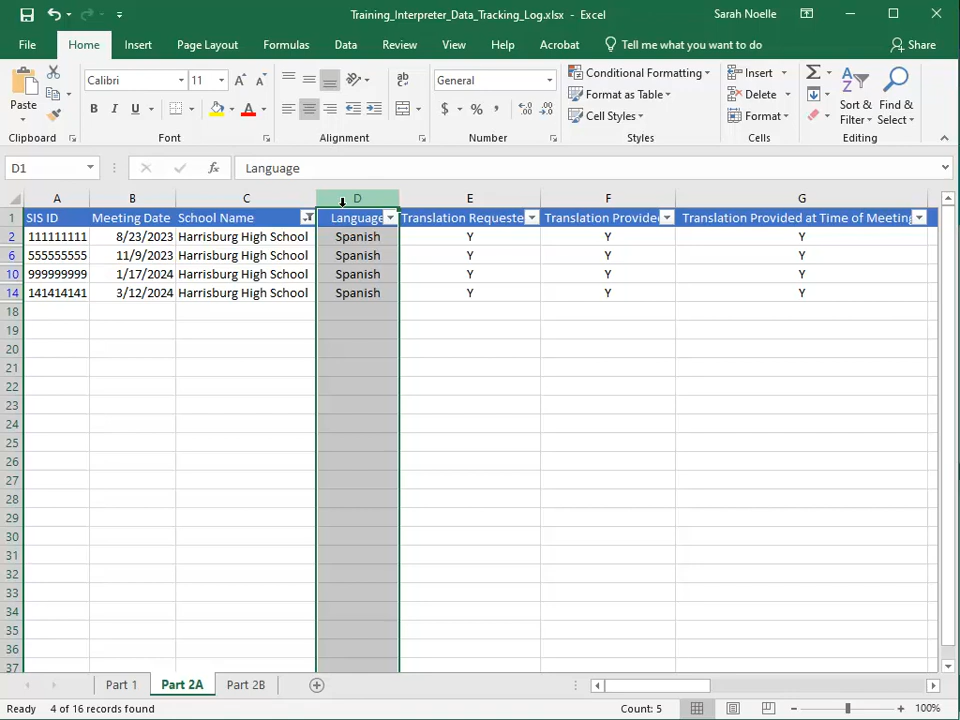 Training_Interpreter_Data_Tracking_Log.xlsx - Excel
Sarah Noelle
File Home Insert Page Layout Formulas Data Review View Help Acrobat Tell me what you want to do Share
Paste
Calibri 11
General
Conditional Formatting
Format as Table
Cell Styles
Insert
Delete
Format
Sort & Filter
Find & Select
Clipboard Font Alignment Number Styles Cells Editing
D1 fx Language
A B C D E F G
1 SIS ID Meeting Date School Name Language Translation Requeste Translation Provide Translation Provided at Time of Meeting
2 111111111 8/23/2023 Harrisburg High School Spanish Y Y Y
6 555555555 11/9/2023 Harrisburg High School Spanish Y Y Y
10 999999999 1/17/2024 Harrisburg High School Spanish Y Y Y
14 141414141 3/12/2024 Harrisburg High School Spanish Y Y Y
18
19
20
21
22
23
24
25
26
27
28
29
30
31
32
33
34
35
36
37
Part 1 Part 2A Part 2B
Ready 4 of 16 records found Count: 5 100%